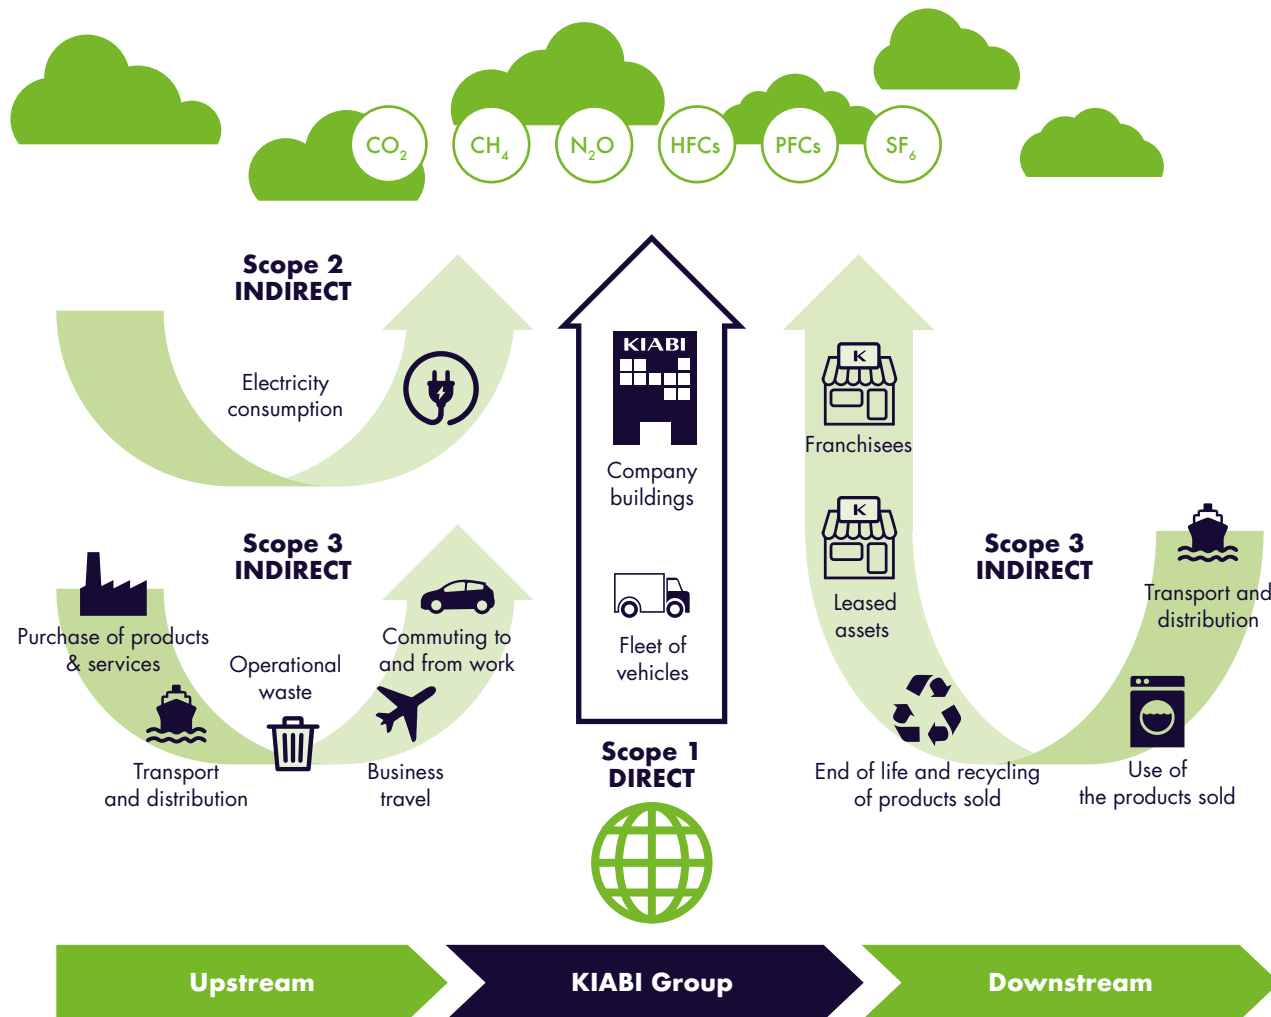 CO₂
CH₄
N₂O
HFCs
PFCs
SF₆
Scope 2
INDIRECT
Electricity
consumption
Scope 3
INDIRECT
Purchase of products
& services
Transport
and distribution
Operational
waste
Business
travel
Commuting to
and from work
KIABI
Company
buildings
Fleet of
vehicles
Scope 1
DIRECT
K
Franchisees
K
Leased
assets
Scope 3
INDIRECT
Transport and
distribution
End of life and recycling
of products sold
Use of
the products sold
Upstream
KIABI Group
Downstream